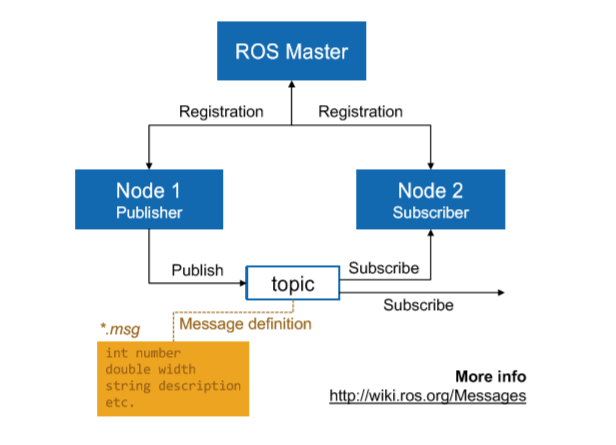 ROS Master
Registration
Registration
Node 1
Publisher
Node 2
Subscriber
Publish
topic
Subscribe
Subscribe
Message definition
*.msg
int number
double width
string description
etc.
More info
http://wiki.ros.org/Messages